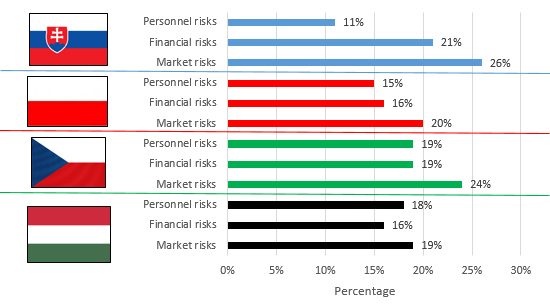 Personnel risks 11%
Financial risks 21%
Market risks 26%
Personnel risks 15%
Financial risks 16%
Market risks 20%
Personnel risks 19%
Financial risks 19%
Market risks 24%
Personnel risks 18%
Financial risks 16%
Market risks 19%
0% 5% 10% 15% 20% 25% 30%
Percentage